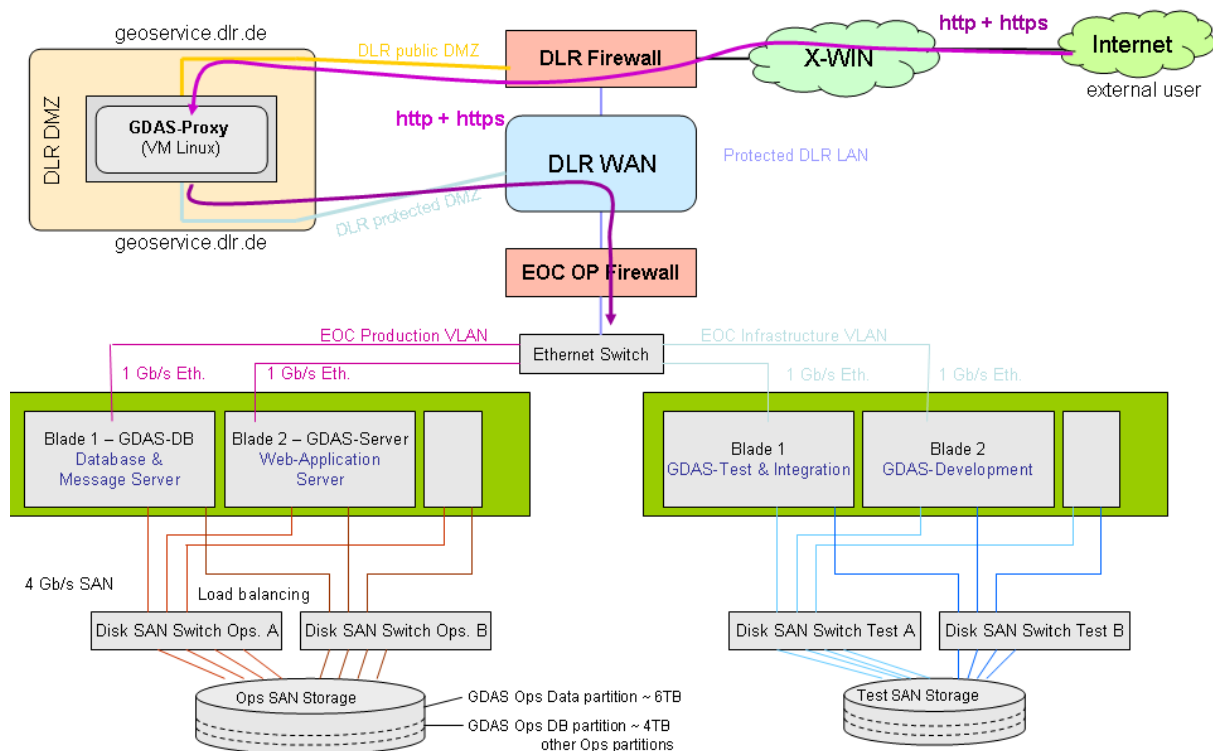 geoservice.dlr.de
http + https
DLR public DMZ
DLR Firewall
X-WIN
Internet
external user
DLR DMZ
GDAS-Proxy
(VM Linux)
http + https
DLR WAN
Protected DLR LAN
DLR protected DMZ
geoservice.dlr.de
EOC OP Firewall
EOC Production VLAN
Ethernet Switch
EOC Infrastructure VLAN
1 Gb/s Eth.
1 Gb/s Eth.
1 Gb/s Eth.
1 Gb/s Eth.
Blade 1 – GDAS-DB
Database &
Message Server
Blade 2 – GDAS-Server
Web-Application
Server
Blade 1
GDAS-Test & Integration
Blade 2
GDAS-Development
4 Gb/s SAN
Load balancing
Disk SAN Switch Ops. A
Disk SAN Switch Ops. B
Disk SAN Switch Test A
Disk SAN Switch Test B
Ops SAN Storage
GDAS Ops Data partition ~ 6TB
GDAS Ops DB partition ~ 4TB
other Ops partitions
Test SAN Storage